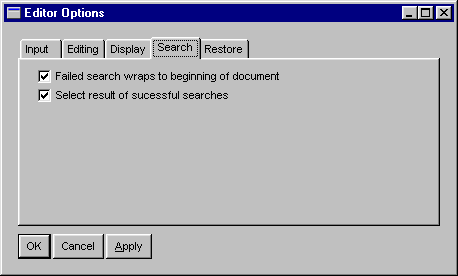 Editor Options
Input Editing Display Search Restore
Failed search wraps to beginning of document
Select result of sucessful searches
OK Cancel Apply